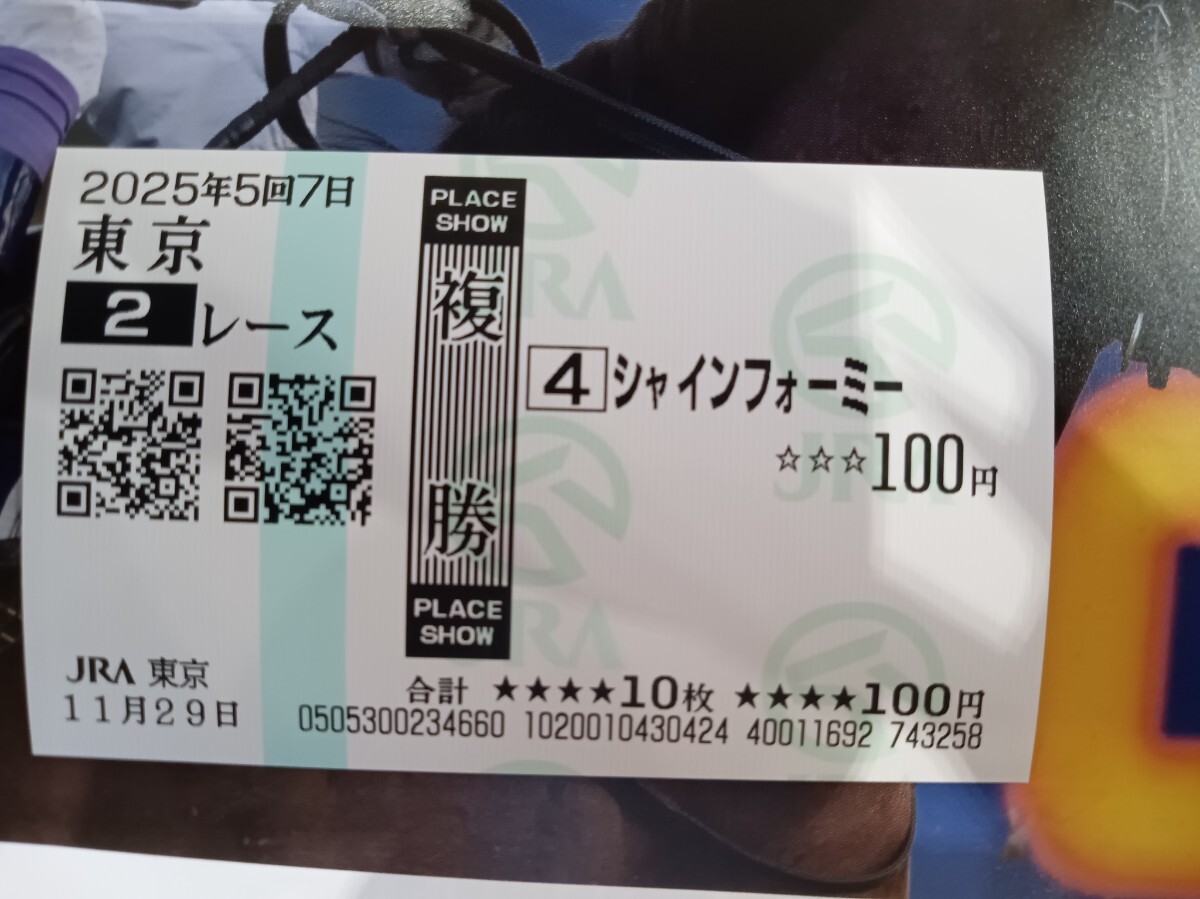 2025年5回7日
東京
2レース
PLACE
SHOW
複勝
PLACE
SHOW
4 シャインフォーミー
☆☆☆100円
JRA 東京
11月29日
合計 ★★★★10枚 ★★★★100円
0505300234660 1020010430424 40011692 743258
JRA
JRA
JRA